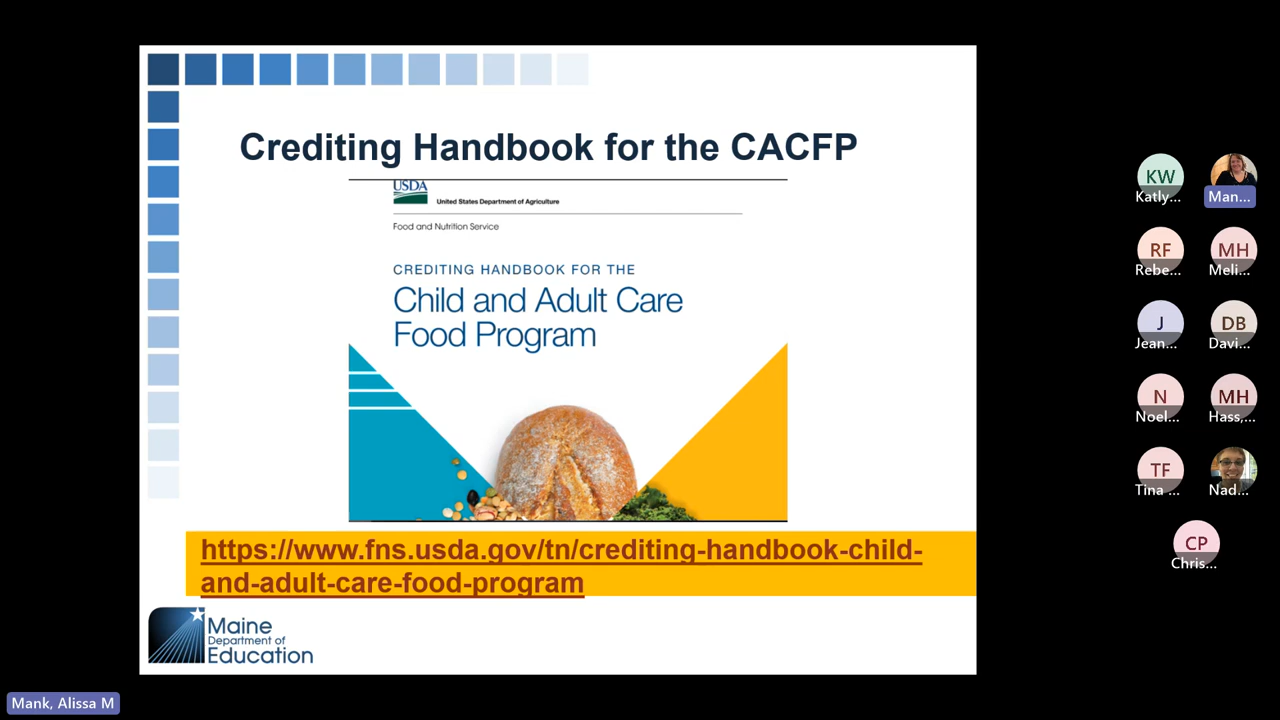 Crediting Handbook for the CACFP
USDA
United States Department of Agriculture
Food and Nutrition Service
CREDITING HANDBOOK FOR THE
Child and Adult Care
Food Program
https://www.fns.usda.gov/tn/crediting-handbook-child-
and-adult-care-food-program
Maine
Department of
Education
KW
Katly...
Man...
RF
Rebe...
MH
Meli...
J
Jean...
DB
Davi...
N
Noel...
MH
Hass,...
TF
Tina ...
Nad...
CP
Chris...
Mank, Alissa M